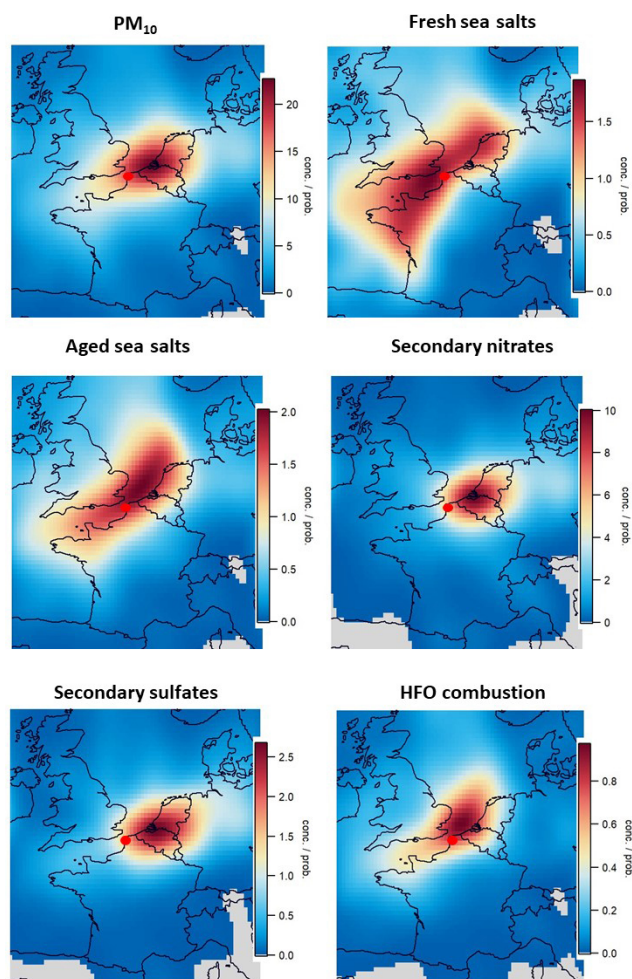 PM₁₀
Fresh sea salts
20
15
10
5
0
conc. / prob.
1.5
1.0
0.5
0.0
conc. / prob.
Aged sea salts
Secondary nitrates
2.0
1.5
1.0
0.5
0.0
conc. / prob.
10
8
6
4
2
0
conc. / prob.
Secondary sulfates
HFO combustion
2.5
2.0
1.5
1.0
0.5
0.0
conc. / prob.
0.8
0.6
0.4
0.2
0.0
conc. / prob.